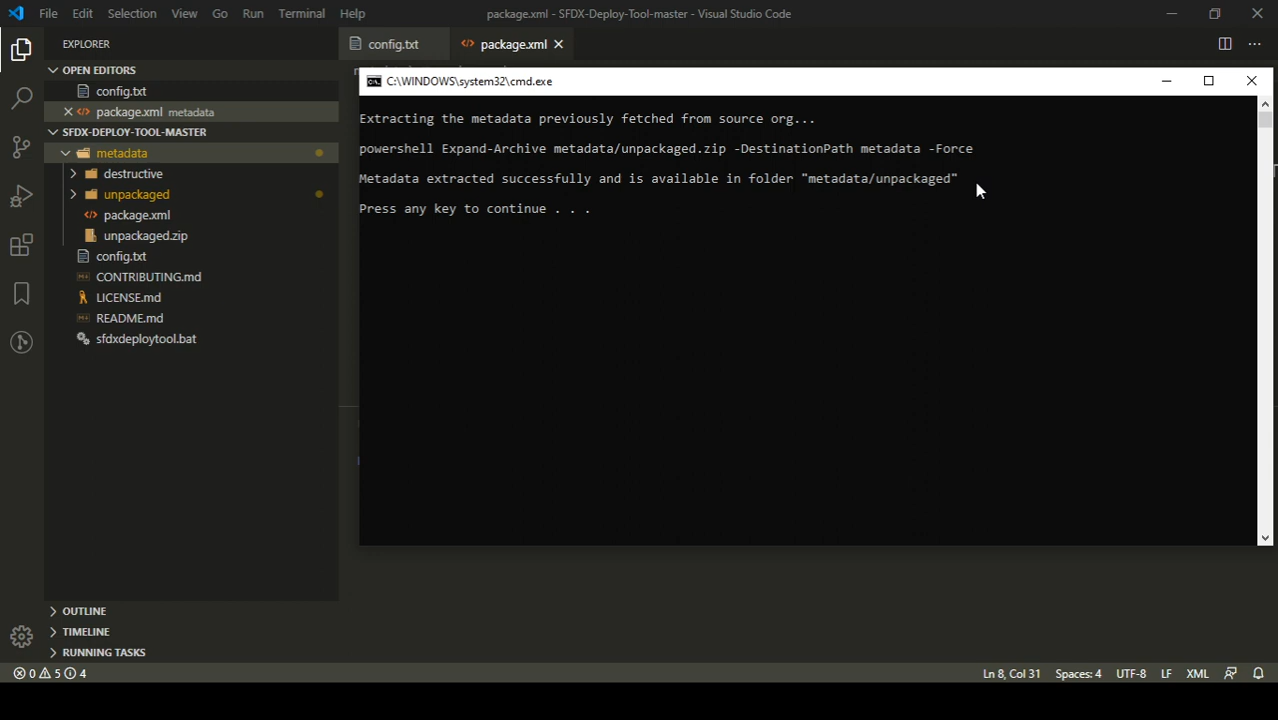 File Edit Selection View Go Run Terminal Help
package.xml - SFDX-Deploy-Tool-master - Visual Studio Code
EXPLORER
config.txt
package.xml
OPEN EDITORS
config.txt
package.xml metadata
SFDX-DEPLOY-TOOL-MASTER
metadata
destructive
unpackaged
package.xml
unpackaged.zip
config.txt
CONTRIBUTING.md
LICENSE.md
README.md
sfdxdeploytool.bat
C:\WINDOWS\system32\cmd.exe
Extracting the metadata previously fetched from source org...
powershell Expand-Archive metadata/unpackaged.zip -DestinationPath metadata -Force
Metadata extracted successfully and is available in folder "metadata/unpackaged"
Press any key to continue . . .
OUTLINE
TIMELINE
RUNNING TASKS
0 5 4
Ln 8, Col 31 Spaces: 4 UTF-8 LF XML